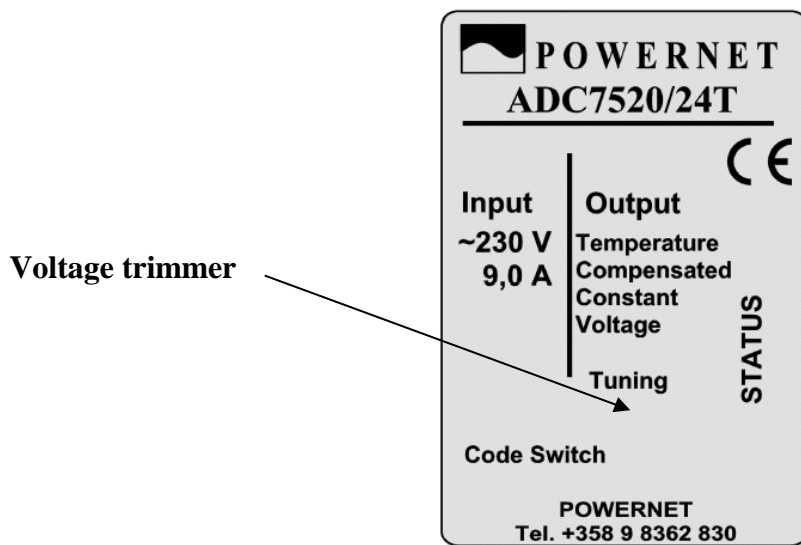 POWERNET
ADC7520/24T
CE
Input
~230 V
9,0 A
Output
Temperature
Compensated
Constant
Voltage
Tuning
STATUS
Voltage trimmer
Code Switch
POWERNET
Tel. +358 9 8362 830